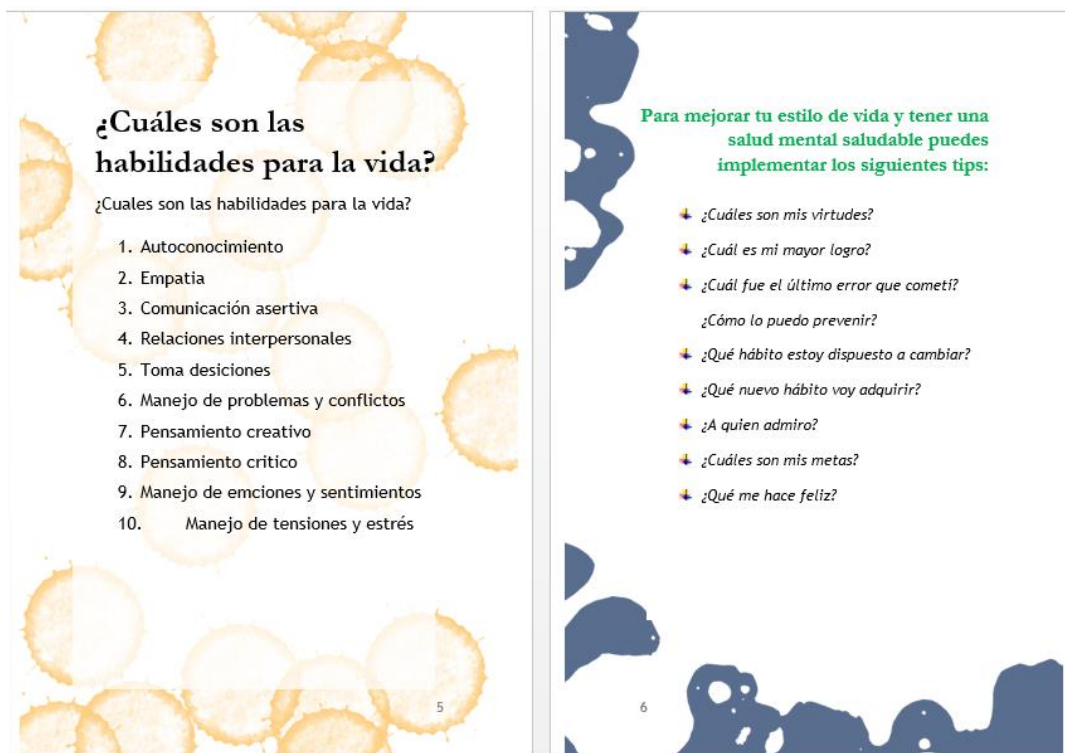 ¿Cuáles son las
habilidades para la vida?
¿Cuales son las habilidades para la vida?
1. Autoconocimiento
2. Empatia
3. Comunicación asertiva
4. Relaciones interpersonales
5. Toma desiciones
6. Manejo de problemas y conflictos
7. Pensamiento creativo
8. Pensamiento critico
9. Manejo de emciones y sentimientos
10. Manejo de tensiones y estrés
5
Para mejorar tu estilo de vida y tener una
salud mental saludable puedes
implementar los siguientes tips:
¿Cuáles son mis virtudes?
¿Cuál es mi mayor logro?
¿Cuál fue el último error que cometí?
¿Cómo lo puedo prevenir?
¿Qué hábito estoy dispuesto a cambiar?
¿Qué nuevo hábito voy adquirir?
¿A quien admiro?
¿Cuáles son mis metas?
¿Qué me hace feliz?
6